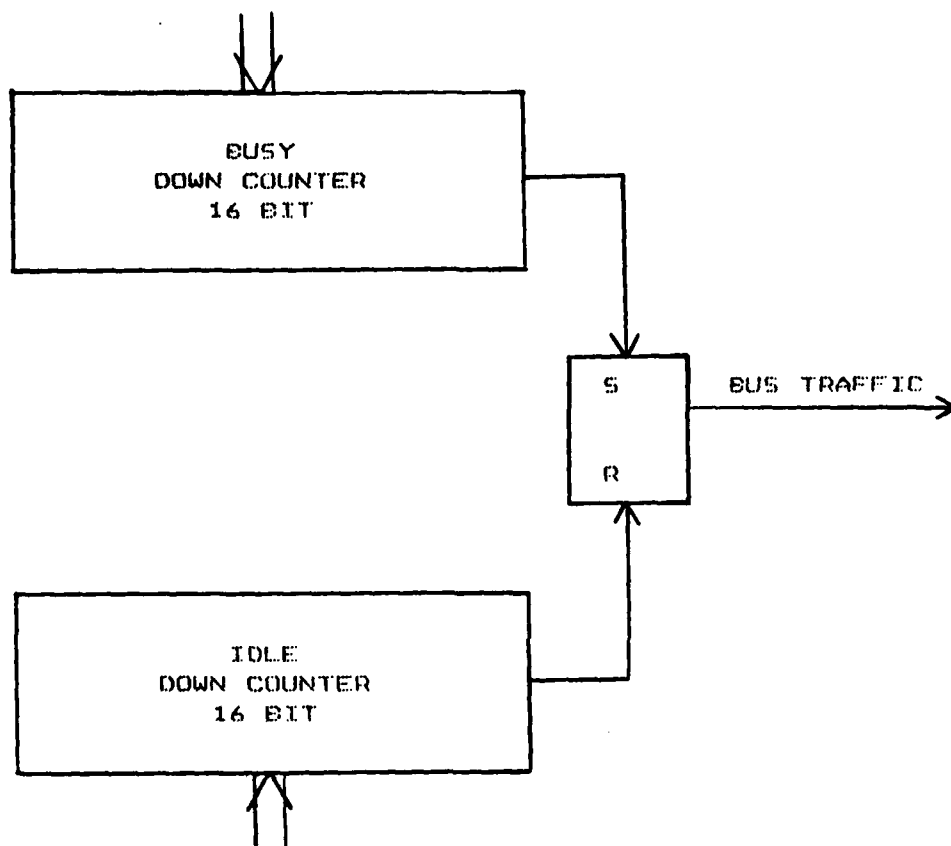 BUSY
DOWN COUNTER
16 BIT
S
BUS TRAFFIC
R
IDLE
DOWN COUNTER
16 BIT